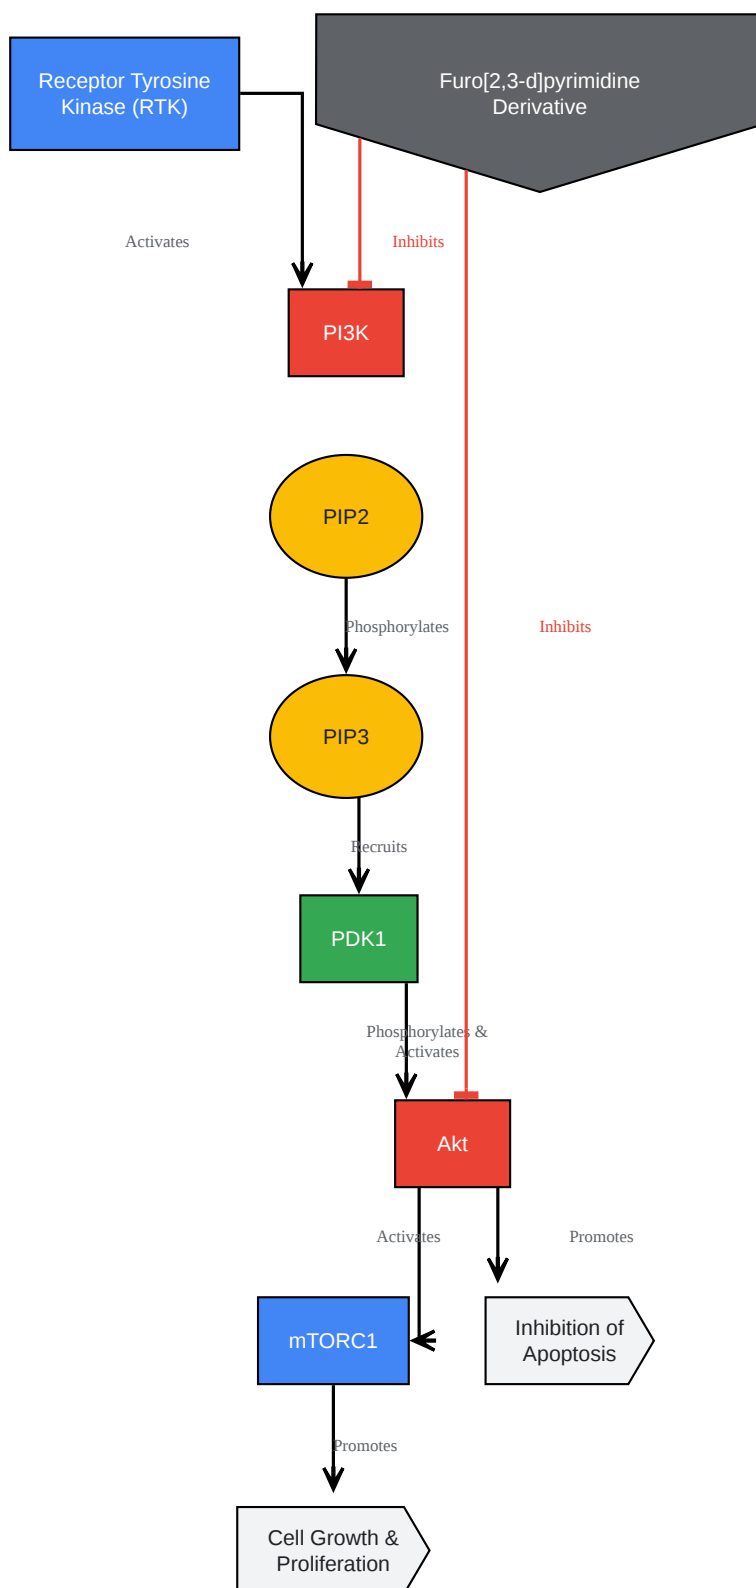 Receptor Tyrosine
Kinase (RTK)
Furo[2,3-d]pyrimidine
Derivative
Activates
Inhibits
PI3K
PIP2
Phosphorylates
Inhibits
PIP3
Recruits
PDK1
Phosphorylates &
Activates
Akt
Activates
Promotes
mTORC1
Inhibition of
Apoptosis
Promotes
Cell Growth &
Proliferation